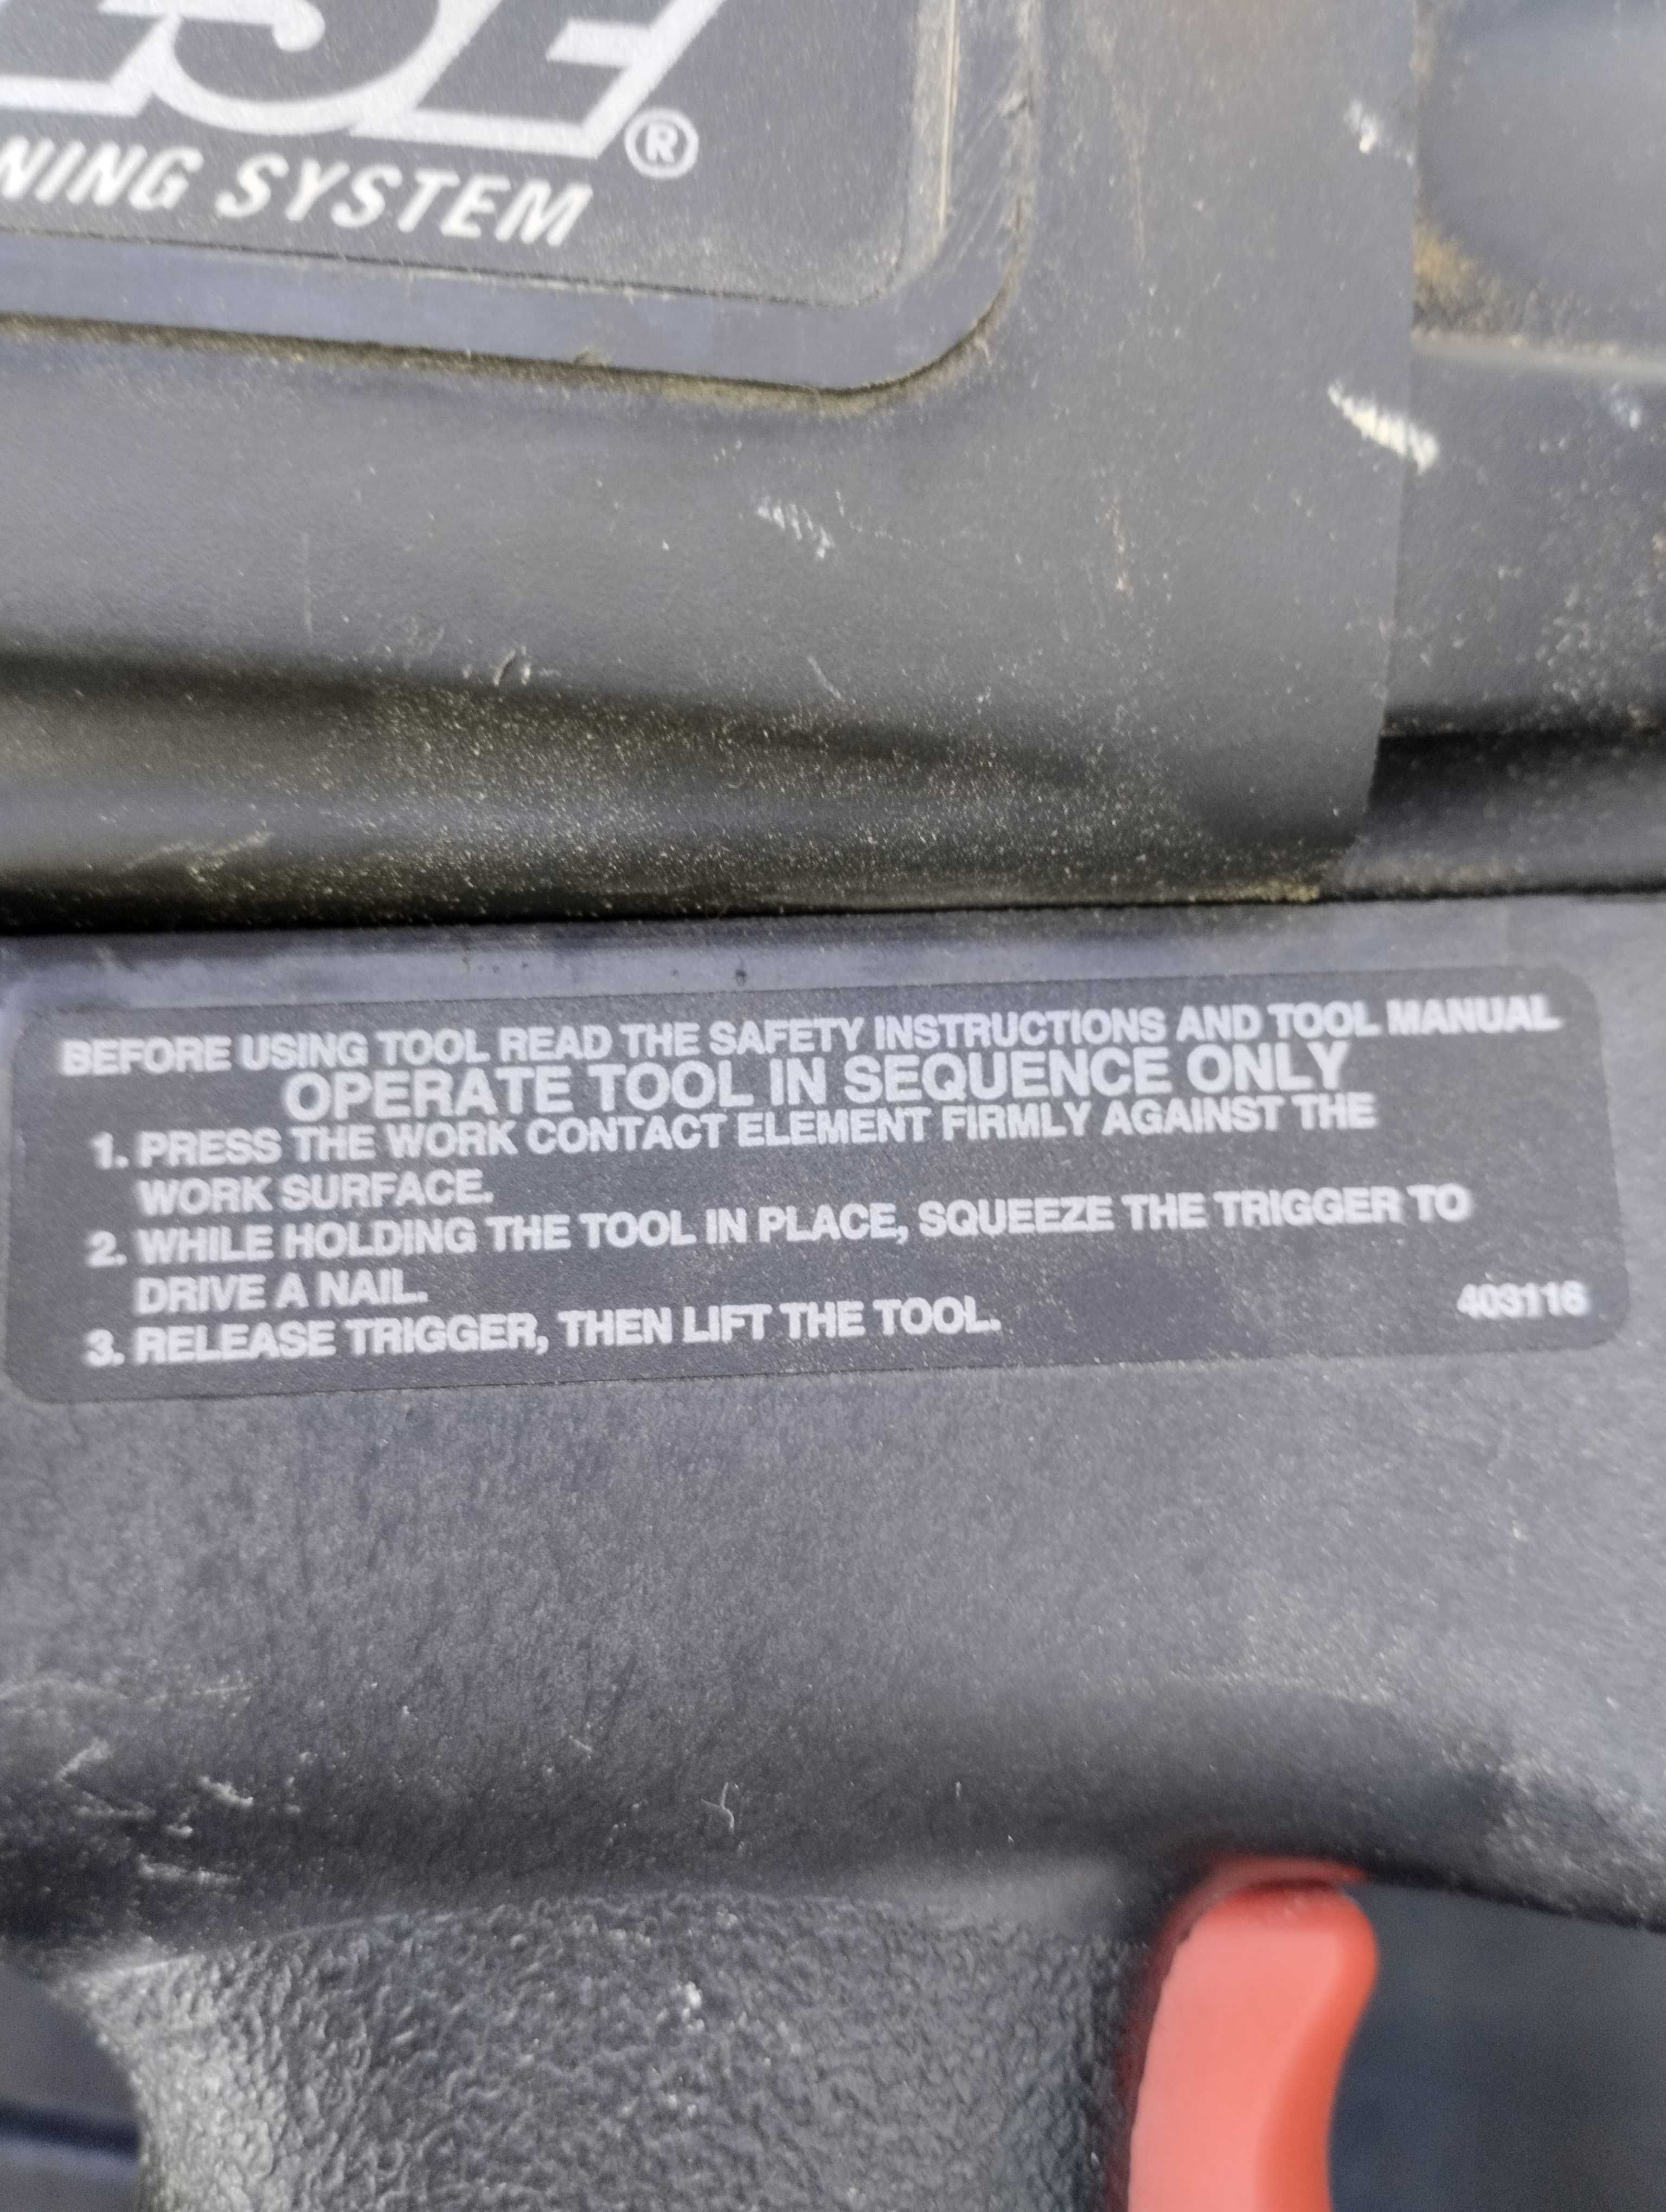 ®
NING SYSTEM
BEFORE USING TOOL READ THE SAFETY INSTRUCTIONS AND TOOL MANUAL
OPERATE TOOL IN SEQUENCE ONLY
1. PRESS THE WORK CONTACT ELEMENT FIRMLY AGAINST THE
WORK SURFACE.
2. WHILE HOLDING THE TOOL IN PLACE, SQUEEZE THE TRIGGER TO
DRIVE A NAIL.
3. RELEASE TRIGGER, THEN LIFT THE TOOL.
403116